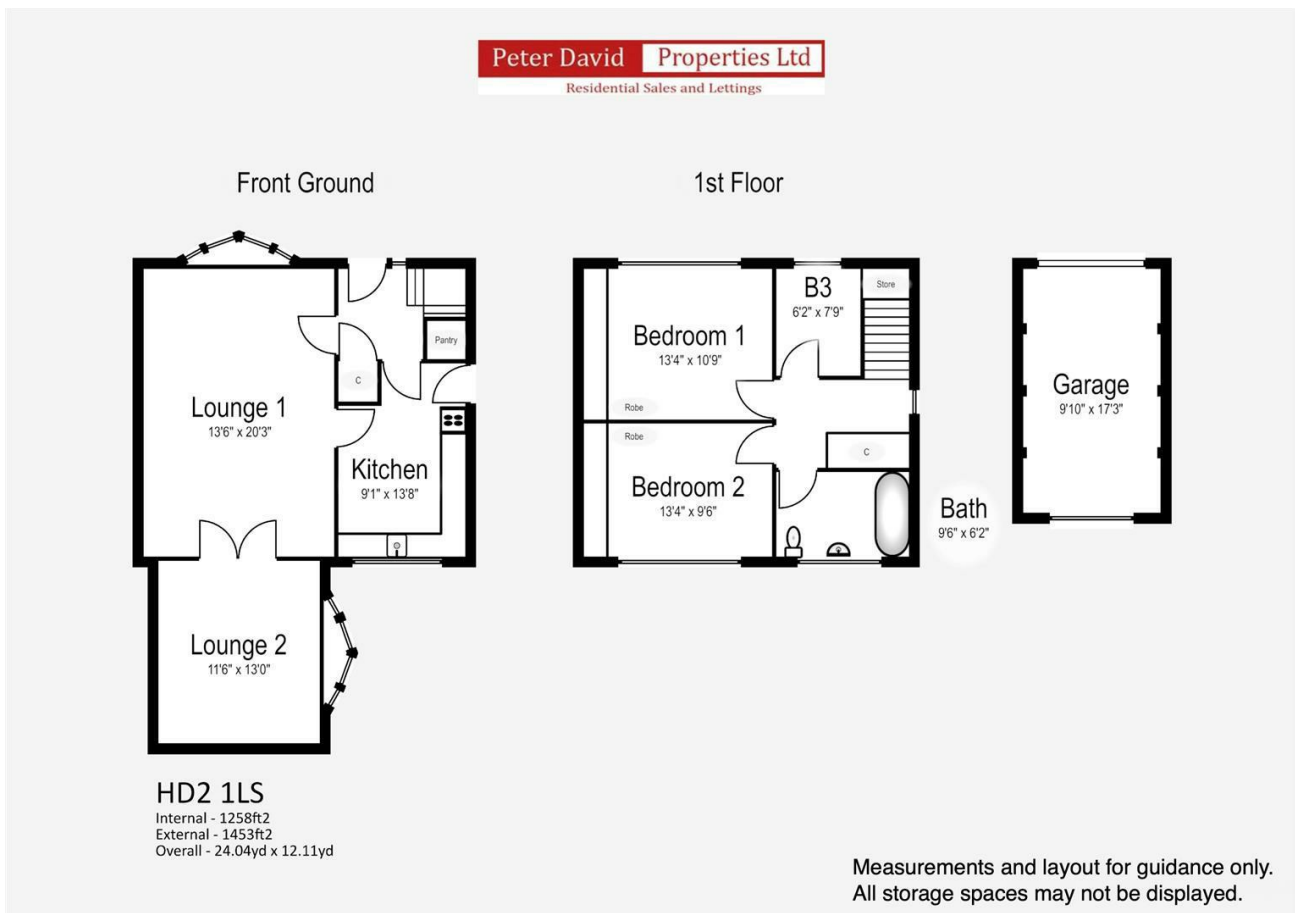 Peter David Properties Ltd
Residential Sales and Lettings
Front Ground
1st Floor
Pantry
C
Lounge 1
13'6" x 20'3"
Kitchen
9'1" x 13'8"
Lounge 2
11'6" x 13'0"
B3
6'2" x 7'9"
Store
Bedroom 1
13'4" x 10'9"
Robe
Robe
Bedroom 2
13'4" x 9'6"
C
Bath
9'6" x 6'2"
Garage
9'10" x 17'3"
HD2 1LS
Internal - 1258ft2
External - 1453ft2
Overall - 24.04yd x 12.11yd
Measurements and layout for guidance only.
All storage spaces may not be displayed.